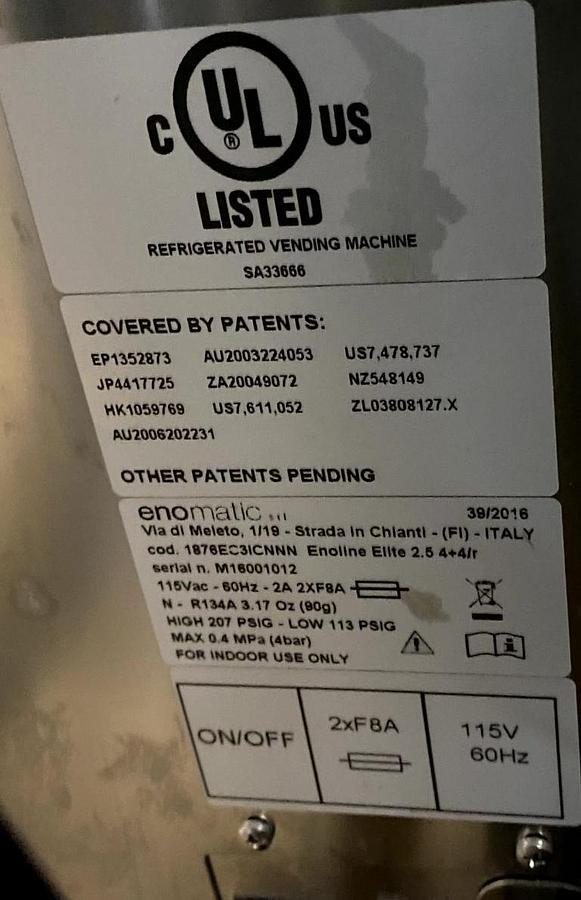 C UL® US
LISTED
REFRIGERATED VENDING MACHINE
SA33666
COVERED BY PATENTS:
EP1352873 AU2003224053 US7,478,737
JP4417725 ZA20049072 NZ548149
HK1059769 US7,611,052 ZL03808127.X
AU2006202231
OTHER PATENTS PENDING
enomatic srl 39/2016
Via di Meleto, 1/19 - Strada in Chianti - (FI) - ITALY
cod. 1876EC3ICNNN Enoline Elite 2.5 4+4/r
serial n. M16001012
115Vac - 60Hz - 2A 2XF8A
N - R134A 3.17 Oz (90g)
HIGH 207 PSIG - LOW 113 PSIG
MAX 0.4 MPa (4bar)
FOR INDOOR USE ONLY
ON/OFF 2xF8A 115V
60Hz